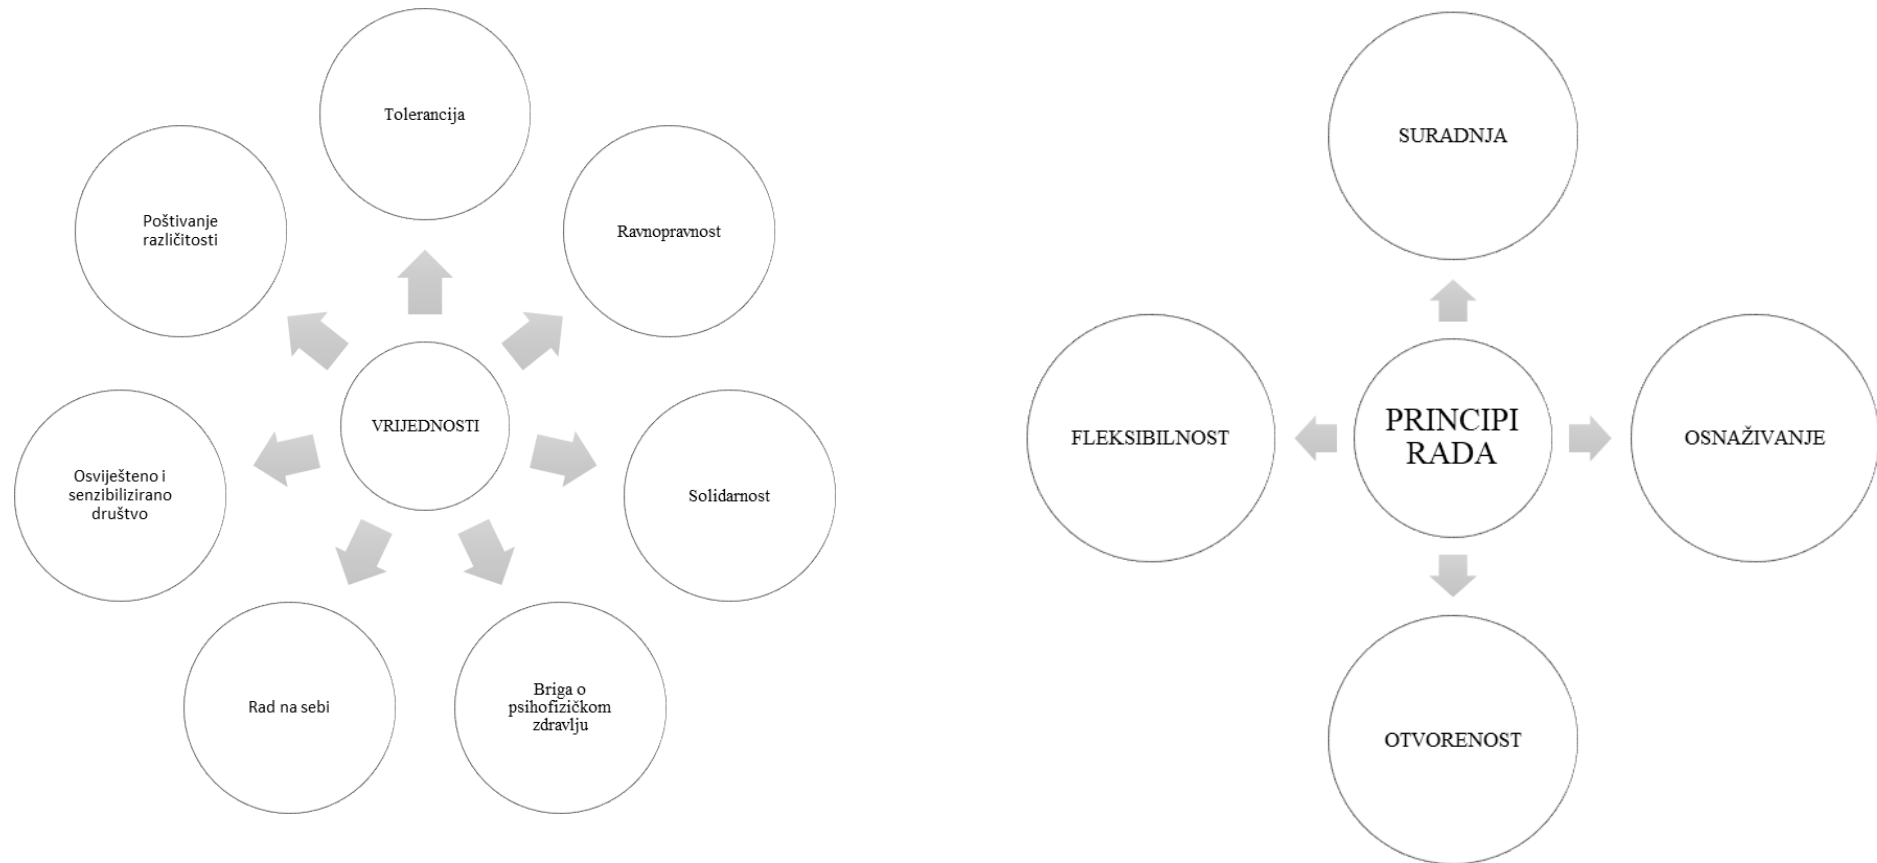 Tolerancija
Ravnopravnost
Solidarnost
Briga o
psihofizičkom
zdravlju
Rad na sebi
Osviješteno i
senzibilizirano
društvo
Poštivanje
različitosti
VRIJEDNOSTI
SURADNJA
OSNAŽIVANJE
OTVORENOST
FLEKSIBILNOST
PRINCIPI
RADA